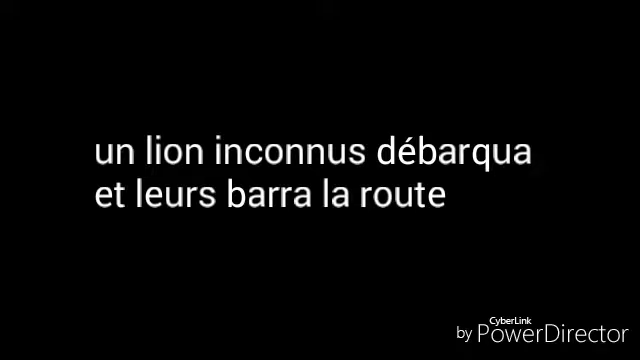 un lion inconnus débarqua
et leurs barra la route
CyberLink
by PowerDirector